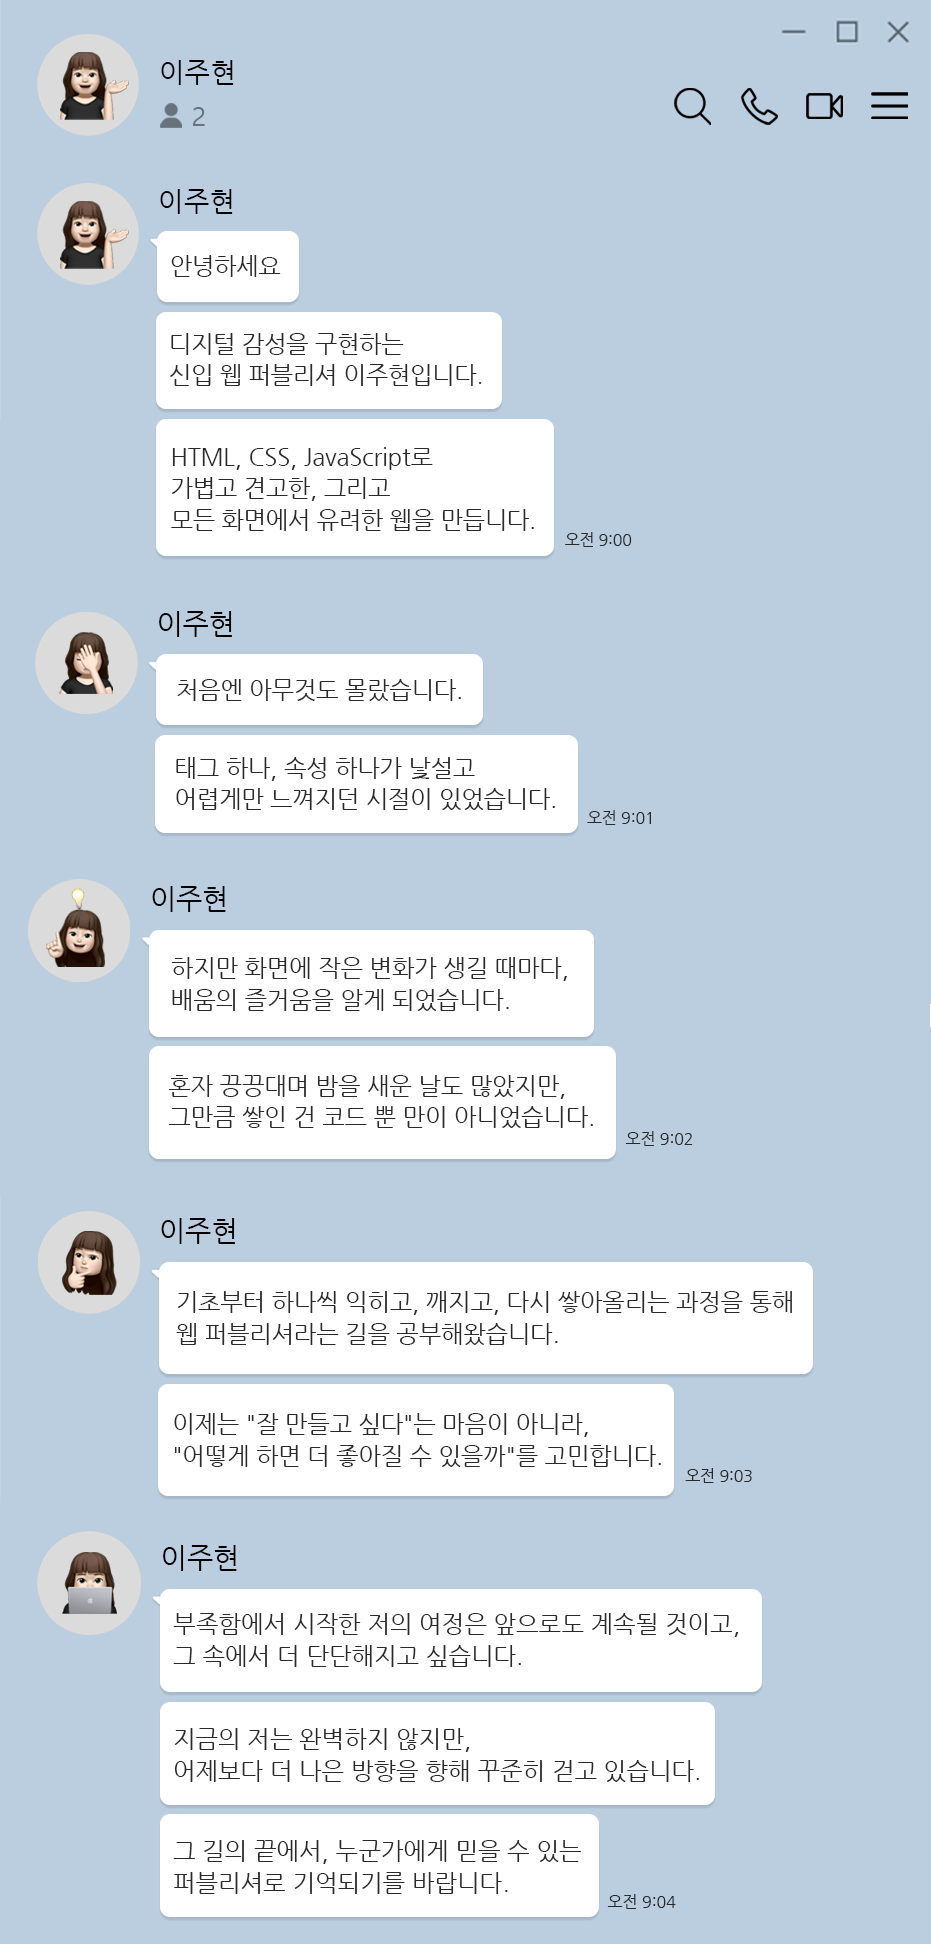 이주현
2
이주현
안녕하세요
디지털 감성을 구현하는
신입 웹 퍼블리셔 이주현입니다.
HTML, CSS, JavaScript로
가볍고 견고한, 그리고
모든 화면에서 유려한 웹을 만듭니다.
오전 9:00
이주현
처음엔 아무것도 몰랐습니다.
태그 하나, 속성 하나가 낯설고
어렵게만 느껴지던 시절이 있었습니다.
오전 9:01
이주현
하지만 화면에 작은 변화가 생길 때마다,
배움의 즐거움을 알게 되었습니다.
혼자 끙끙대며 밤을 새운 날도 많았지만,
그만큼 쌓인 건 코드 뿐 만이 아니었습니다.
오전 9:02
이주현
기초부터 하나씩 익히고, 깨지고, 다시 쌓아올리는 과정을 통해
웹 퍼블리셔라는 길을 공부해왔습니다.
이제는 "잘 만들고 싶다"는 마음이 아니라,
"어떻게 하면 더 좋아질 수 있을까"를 고민합니다.
오전 9:03
이주현
부족함에서 시작한 저의 여정은 앞으로도 계속될 것이고,
그 속에서 더 단단해지고 싶습니다.
지금의 저는 완벽하지 않지만,
어제보다 더 나은 방향을 향해 꾸준히 걷고 있습니다.
그 길의 끝에서, 누군가에게 믿을 수 있는
퍼블리셔로 기억되기를 바랍니다.
오전 9:04